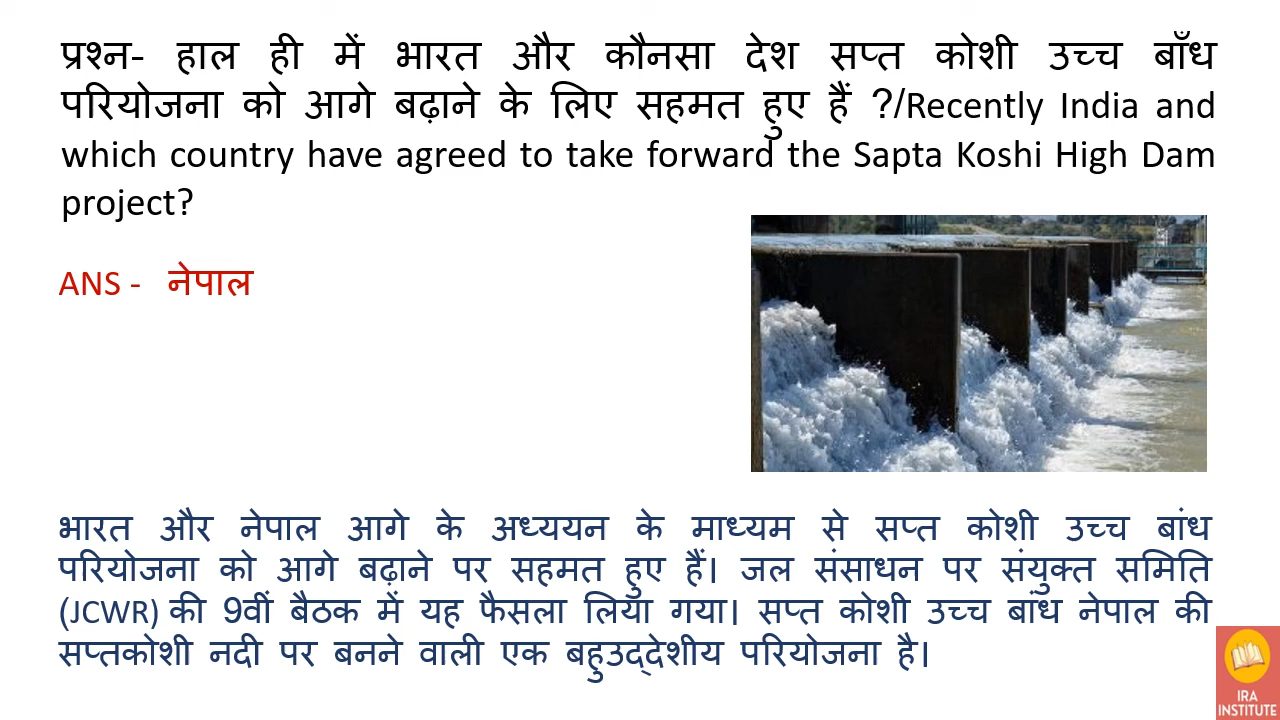 प्रश्न- हाल ही में भारत और कौनसा देश सप्त कोशी उच्च बाँध
परियोजना को आगे बढ़ाने के लिए सहमत हुए हैं ?/Recently India and
which country have agreed to take forward the Sapta Koshi High Dam
project?
ANS - नेपाल
भारत और नेपाल आगे के अध्ययन के माध्यम से सप्त कोशी उच्च बांध
परियोजना को आगे बढ़ाने पर सहमत हुए हैं। जल संसाधन पर संयुक्त समिति
(JCWR) की 9वीं बैठक में यह फैसला लिया गया। सप्त कोशी उच्च बांध नेपाल की
सप्तकोशी नदी पर बनने वाली एक बहुउद्देशीय परियोजना है।
IRA
INSTITUTE